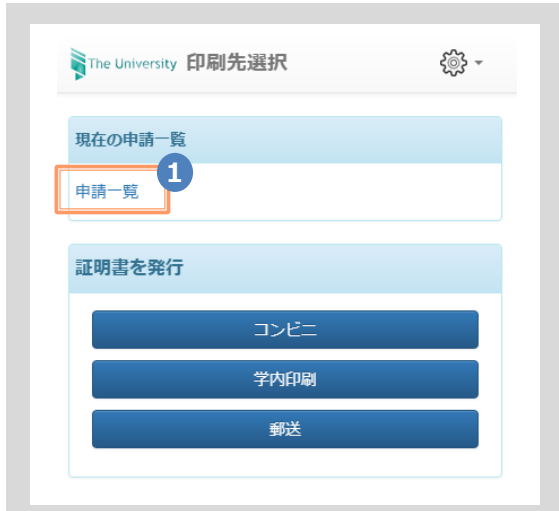 The University 印刷先選択
現在の申請一覧
1
申請一覧
証明書を発行
コンビニ
学内印刷
郵送